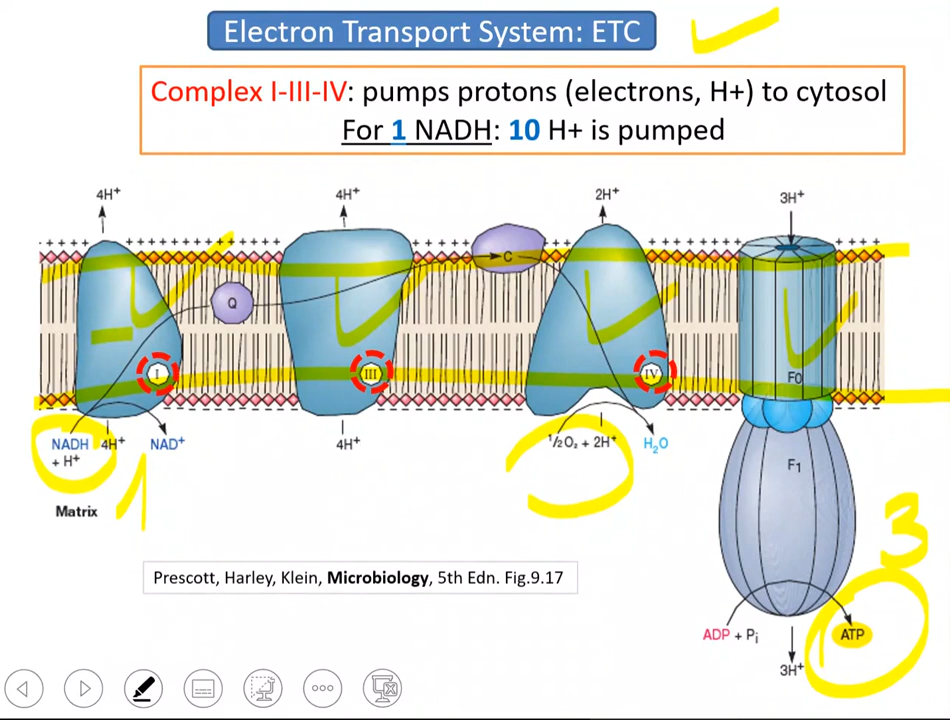 Electron Transport System: ETC
Complex I-III-IV: pumps protons (electrons, H+) to cytosol
For 1 NADH: 10 H+ is pumped
4H⁺
4H⁺
2H⁺
3H⁺
+ + + + + + + + + + + + + + + + + + + + + + + + + + + + + +
C
Q
I
III
IV
F0
NADH
+ H⁺
4H⁺
NAD⁺
4H⁺
½O₂ + 2H⁺
H₂O
F1
Matrix
1
3
Prescott, Harley, Klein, Microbiology, 5th Edn. Fig.9.17
ADP + Pᵢ
ATP
3H⁺